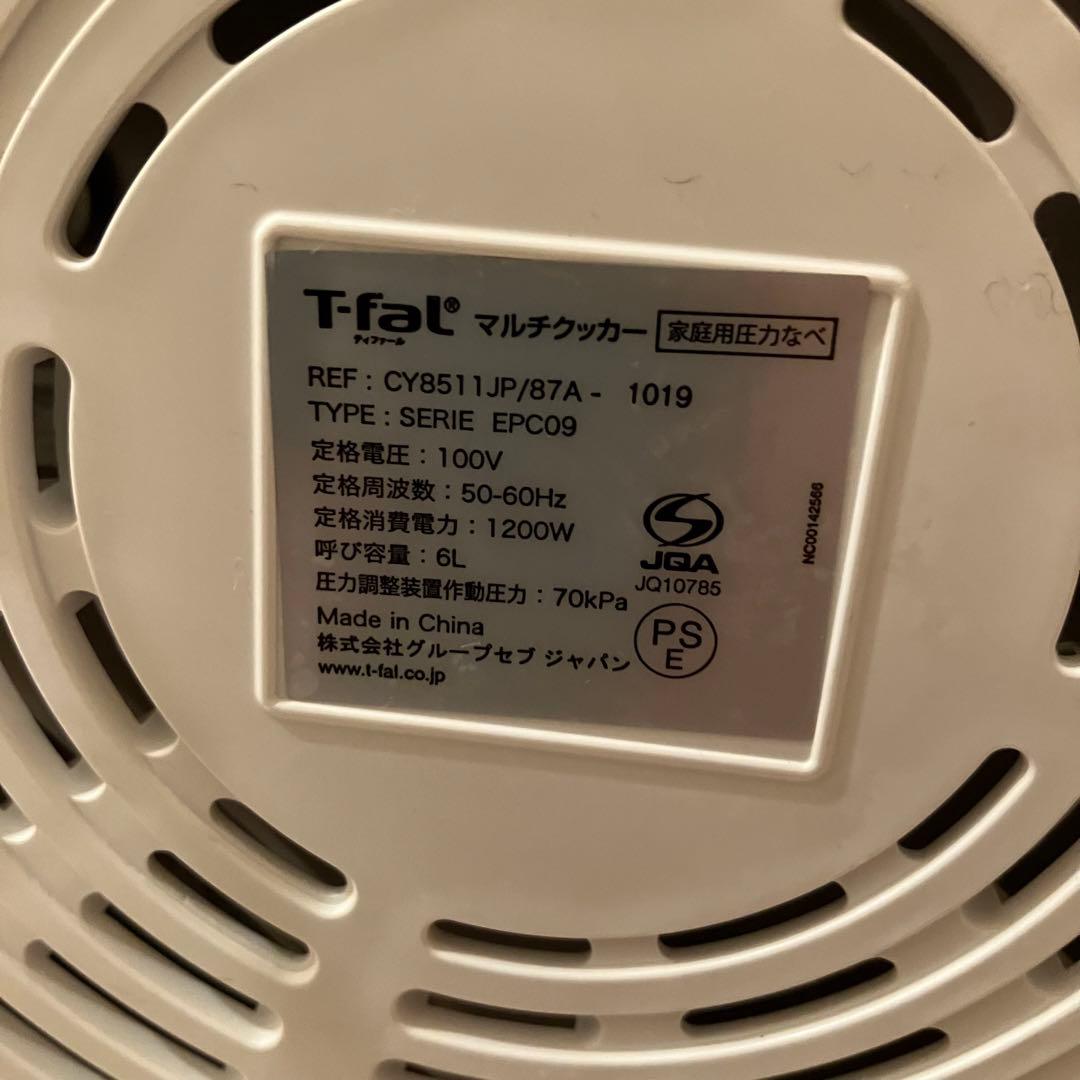 T-fal® マルチクッカー 家庭用圧力なべ
ティファール
REF : CY8511JP/87A - 1019
TYPE : SERIE EPC09
定格電圧 : 100V
定格周波数 : 50-60Hz
定格消費電力 : 1200W
呼び容量 : 6L
圧力調整装置作動圧力 : 70kPa
Made in China
株式会社グループセブ ジャパン
www.t-fal.co.jp
JQA
JQ10785
PS
E
NC00142566